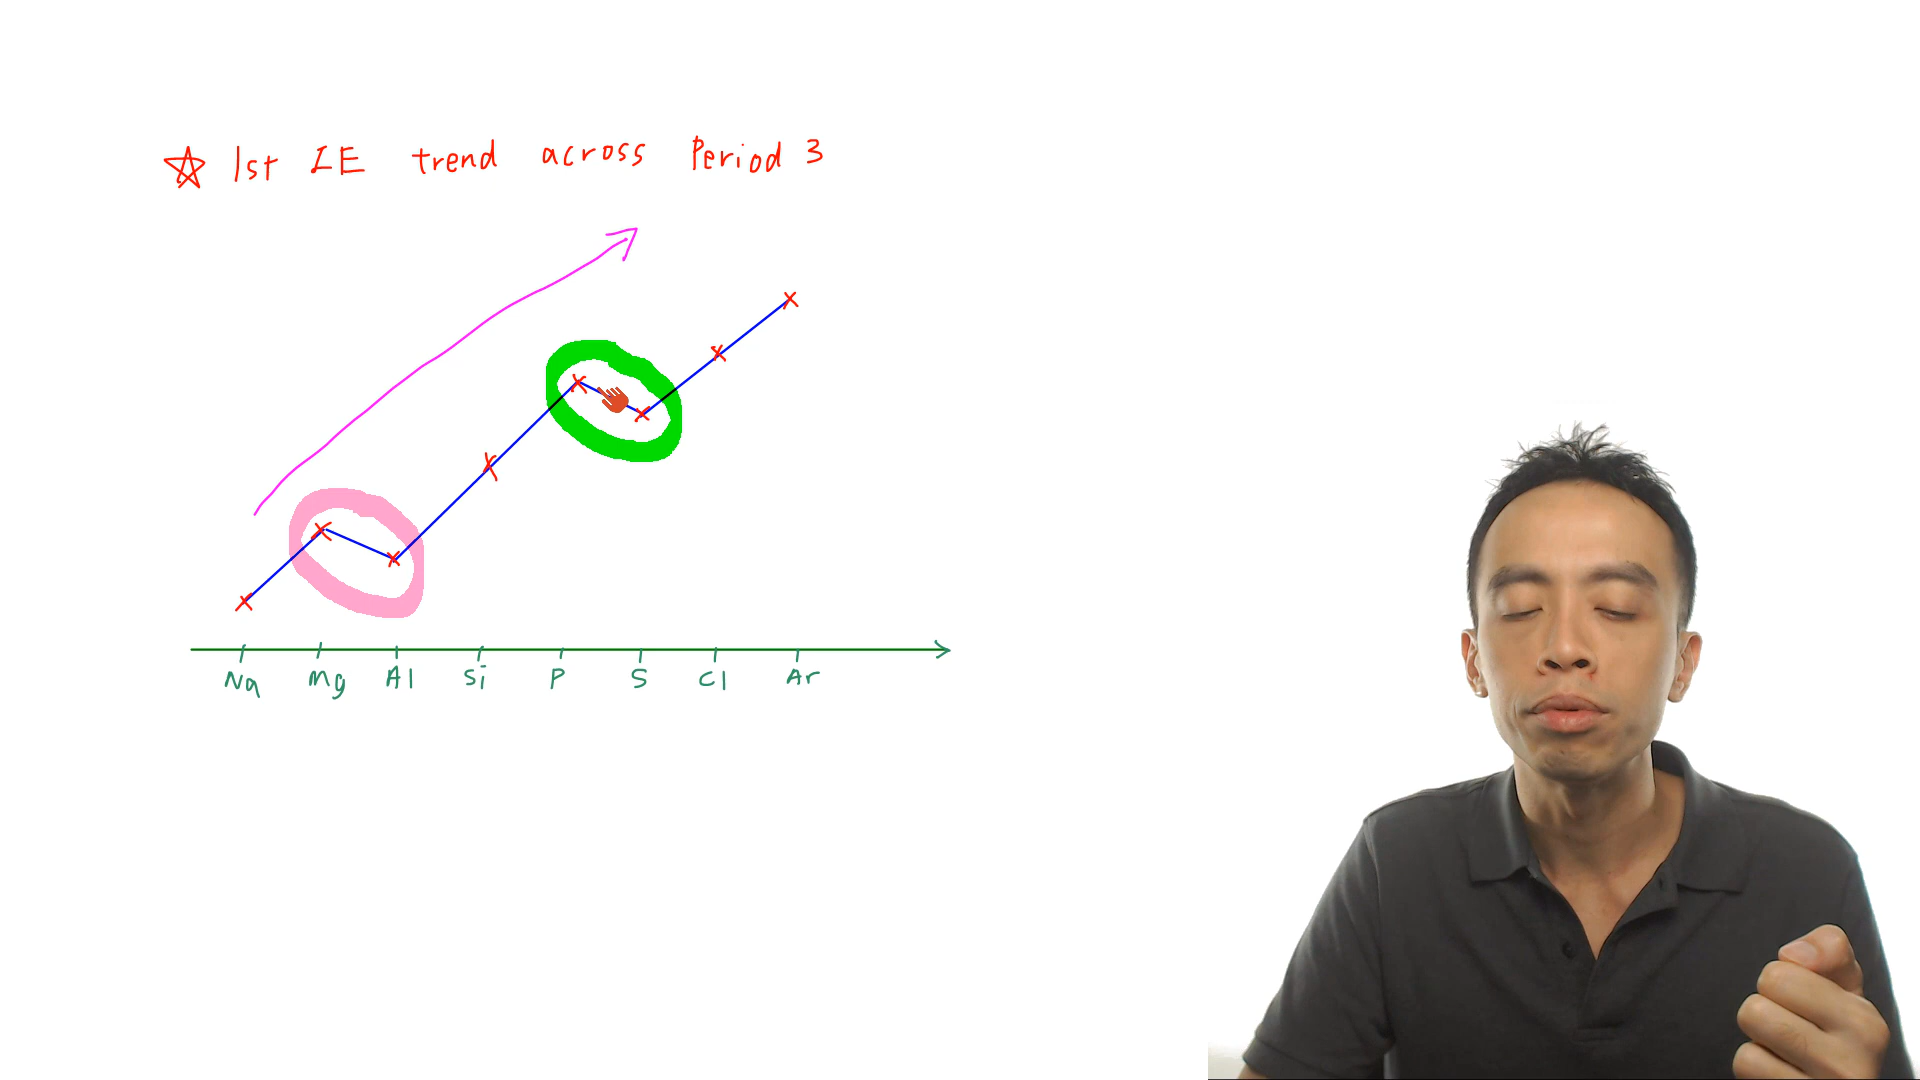 ☆ 1st IE trend across Period 3
Na Mg Al Si P S Cl Ar